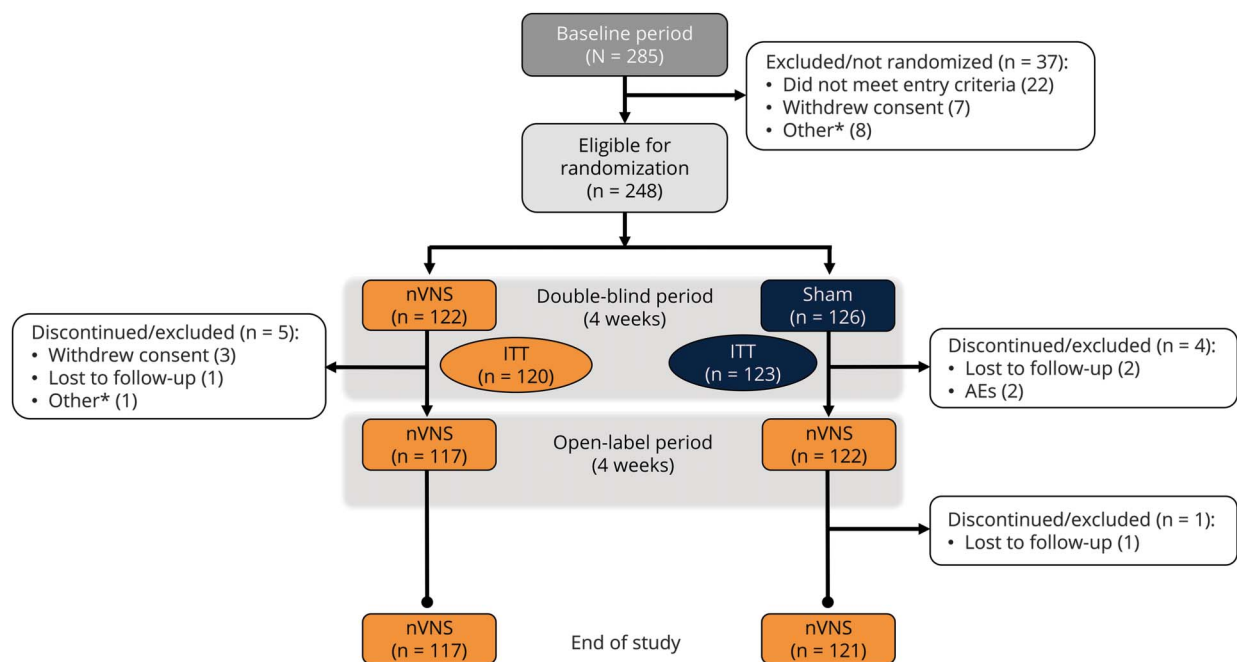 Baseline period
(N = 285)
Excluded/not randomized (n = 37):
• Did not meet entry criteria (22)
• Withdrew consent (7)
• Other* (8)
Eligible for
randomization
(n = 248)
nVNS
(n = 122)
Double-blind period
(4 weeks)
Sham
(n = 126)
Discontinued/excluded (n = 5):
• Withdrew consent (3)
• Lost to follow-up (1)
• Other* (1)
ITT
(n = 120)
ITT
(n = 123)
Discontinued/excluded (n = 4):
• Lost to follow-up (2)
• AEs (2)
nVNS
(n = 117)
Open-label period
(4 weeks)
nVNS
(n = 122)
Discontinued/excluded (n = 1):
• Lost to follow-up (1)
nVNS
(n = 117)
End of study
nVNS
(n = 121)